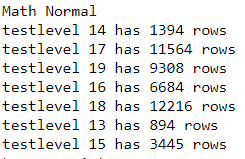 Math Normal
testlevel 14 has 1394 rows
testlevel 17 has 11564 rows
testlevel 19 has 9308 rows
testlevel 16 has 6684 rows
testlevel 18 has 12216 rows
testlevel 13 has 894 rows
testlevel 15 has 3445 rows